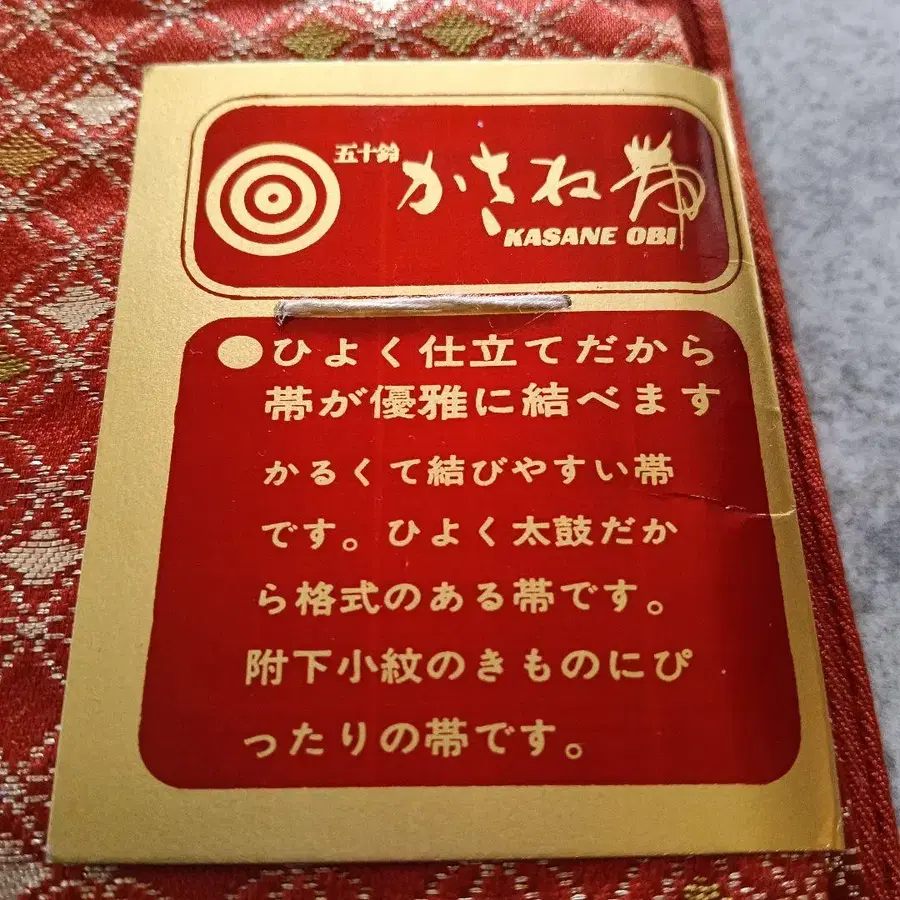 五十鈴
かさね帯
KASANE OBI
●ひよく仕立てだから
帯が優雅に結べます
かるくて結びやすい帯
です。ひよく太鼓だか
ら格式のある帯です。
附下小紋のきものにぴ
ったりの帯です。